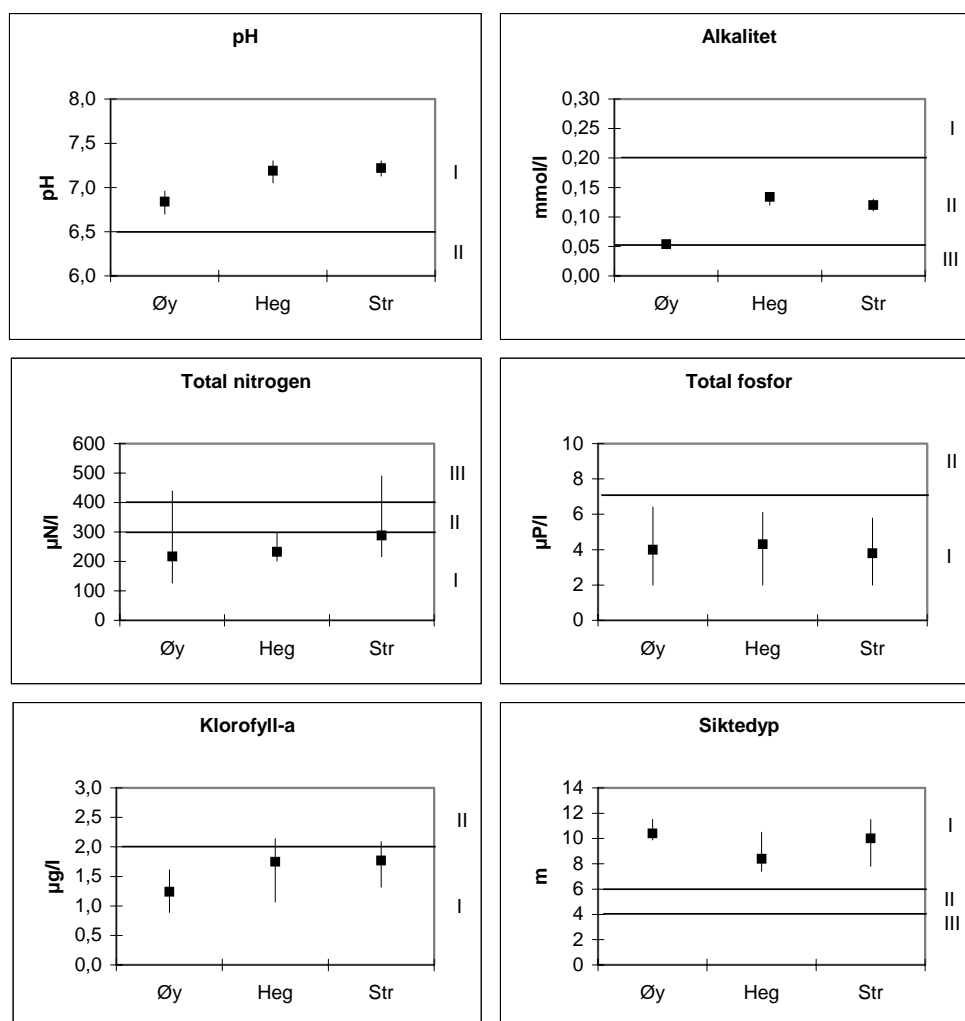 pH
8,0
7,5
7,0
6,5
6,0
pH
I
II
Øy Heg Str
Alkalitet
0,30
0,25
0,20
0,15
0,10
0,05
0,00
mmol/l
I
II
III
Øy Heg Str
Total nitrogen
600
500
400
300
200
100
0
µN/l
III
II
I
Øy Heg Str
Total fosfor
10
8
6
4
2
0
µP/l
II
I
Øy Heg Str
Klorofyll-a
3,0
2,5
2,0
1,5
1,0
0,5
0,0
µg/l
II
I
Øy Heg Str
Siktedyp
14
12
10
8
6
4
2
0
m
I
II
III
Øy Heg Str